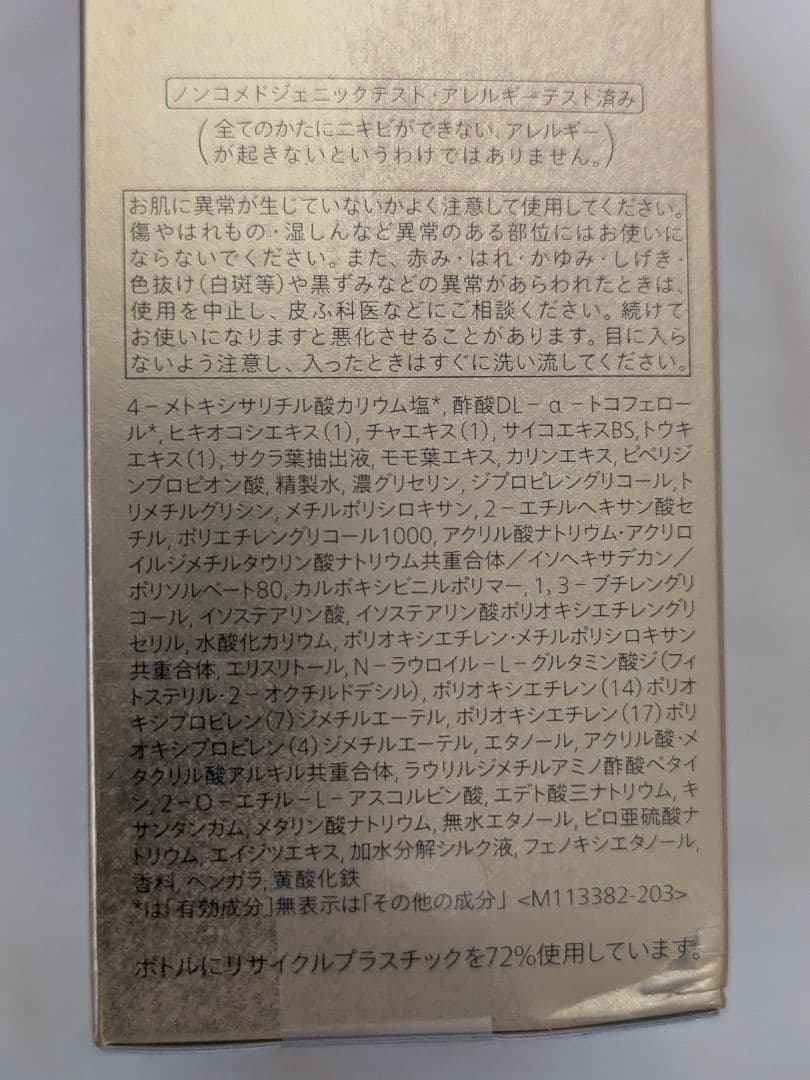 ノンコメドジェニックテスト・アレルギーテスト済み
(全てのかたにニキビができない、アレルギー
が起きないというわけではありません。)
お肌に異常が生じていないかよく注意して使用してください。
傷やはれもの・湿しんなど異常のある部位にはお使いに
ならないでください。また、赤み・はれ・かゆみ・しげき・
色抜け(白斑等)や黒ずみなどの異常があらわれたときは、
使用を中止し、皮ふ科医などにご相談ください。続けて
お使いになりますと悪化させることがあります。目に入ら
ないよう注意し、入ったときはすぐに洗い流してください。
4-メトキシサリチル酸カリウム塩*, 酢酸DL-α-トコフェロー
ル*, ヒキオコシエキス(1), チャエキス(1), サイコエキスBS, トウキ
エキス(1), サクラ葉抽出液, モモ葉エキス, カリンエキス, ピペリジ
ンプロピオン酸, 精製水, 濃グリセリン, ジプロピレングリコール, ト
リメチルグリシン, メチルポリシロキサン, 2-エチルヘキサン酸セ
チル, ポリエチレングリコール1000, アクリル酸ナトリウム・アクリロ
イルジメチルタウリン酸ナトリウム共重合体/イソヘキサデカン/
ポリソルベート80, カルボキシビニルポリマー, 1, 3-ブチレングリ
コール, イソステアリン酸, イソステアリン酸ポリオキシエチレングリ
セリル, 水酸化カリウム, ポリオキシエチレン・メチルポリシロキサン
共重合体, エリスリトール, N-ラウロイル-L-グルタミン酸ジ(フィ
トステリル・2-オクチルドデシル), ポリオキシエチレン(14)ポリオ
キシプロピレン(7)ジメチルエーテル, ポリオキシエチレン(17)ポリ
オキシプロピレン(4)ジメチルエーテル, エタノール, アクリル酸・メ
タクリル酸アルキル共重合体, ラウリルジメチルアミノ酢酸ベタイ
ン, 2-O-エチル-L-アスコルビン酸, エデト酸三ナトリウム, キ
サンタンガム, メタリン酸ナトリウム, 無水エタノール, ピロ亜硫酸ナ
トリウム, エイジツエキス, 加水分解シルク液, フェノキシエタノール,
香料, ベンガラ, 黄酸化鉄
*は「有効成分」無表示は「その他の成分」 <M113382-203>
ボトルにリサイクルプラスチックを72%使用しています。